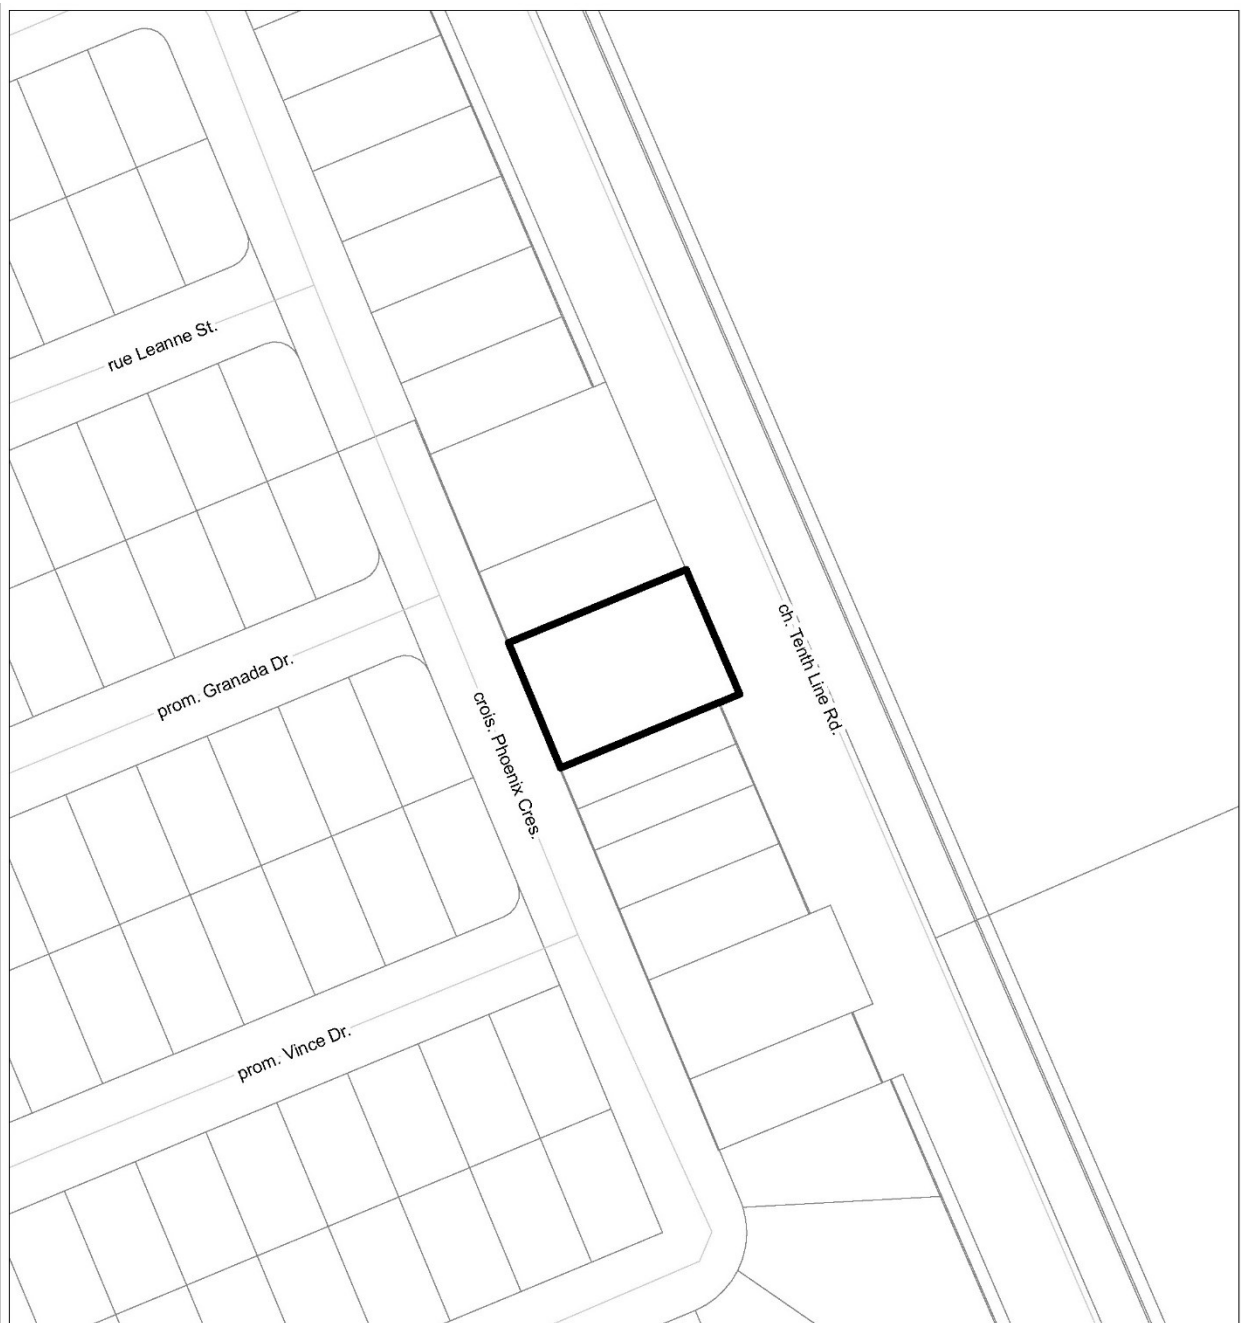 rue Leanne St.
prom. Granada Dr.
crois. Phoenix Cres.
ch. Tenth Line Rd.
prom. Vince Dr.